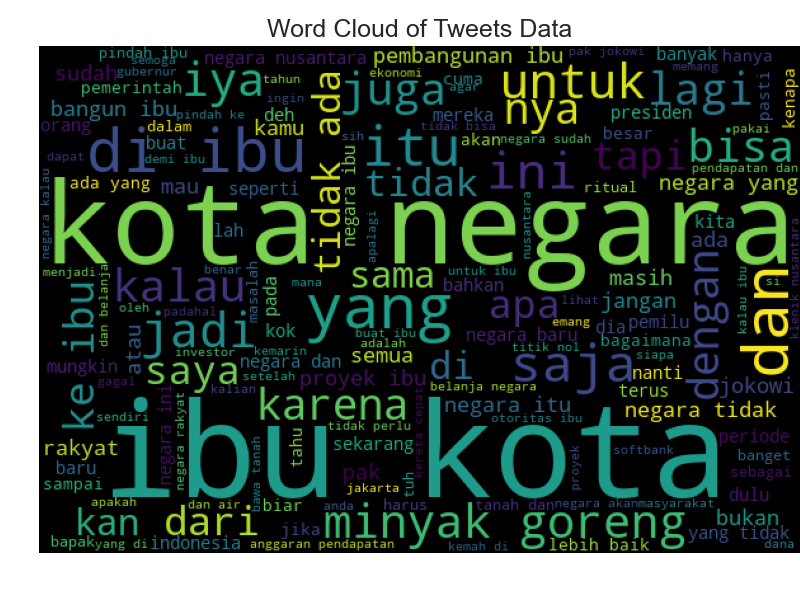 Word Cloud of Tweets Data
pindah ibu
semoga
negara nusantara
pembangunan ibu
pak jokowi
banyak
hanya
sudah
gubernur
iya
tahun
ekonomi
cuma
untuk
lagi
memang
pemerintah
juga
agar
pasti
kenapa
bangun ibu
pindah ke
ingin
tidak ada
mereka
nya
presiden
orang
dalam
kamu
deh
tidak bisa
besar
pakai
buat
sih
itu
akan
negara sudah
bisa
dapat
di ibu
demi ibu
negara ibu
tidak
ini
tapi
pendapatan dan
ada yang
mau
seperti
apalagi
ritual
negara yang
negara kalau
kota negara
lah
nusantara
kita
benar
ada
menjadi
kalau
masalah
pada
mana
sama
untuk ibu
bahkan
apa
masih
dengan
dan
si
klenik nusantara
kalau ibu
lihat
jangan
ke ibu
dan belanja
oleh
padahal
yang
buat ibu
dia
pemilu
jadi
atau
kok
adalah
negara baru
emang
bagaimana
titik nol
investor
kemarin
semua
saja
siapa
mungkin
saya
setelah
negara dan
di
nanti
gagal
kalian
proyek ibu
belanja negara
terus
jokowi
sendiri
negara ini
negara rakyat
karena
negara itu
negara tidak
otoritas ibu
ibu kota
tahu
tidak perlu
kereta cepat
rakyat
sekarang
periode
baru
bawa tanah
pak
tuh
proyek
softbank
banget
sampai
jakarta
sebagai
apakah
dan air
biar
anda
harus
tanah dan
negara akan
masyarakat
dulu
kan
dari
jika
minyak goreng
bukan
yang tidak
bapak
yang di
indonesia
anggaran pendapatan
kemah di
lebih baik
dana